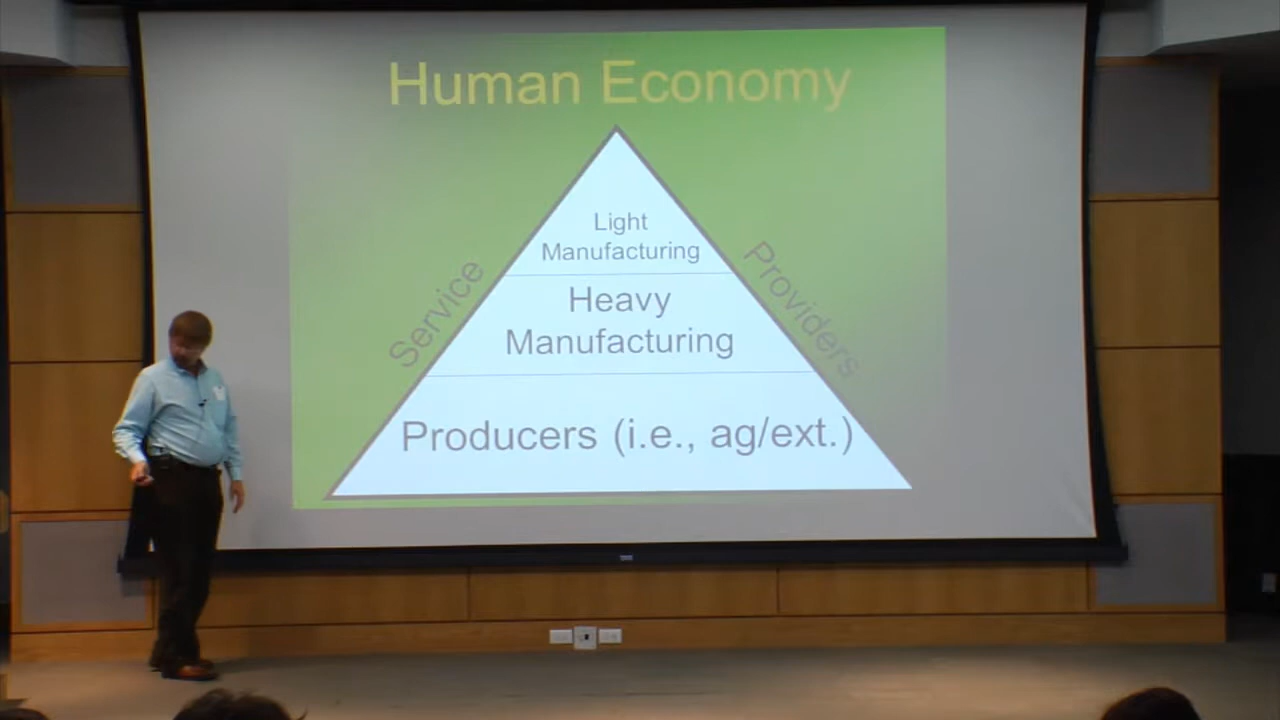 Human Economy
Light
Manufacturing
Service
Providers
Heavy
Manufacturing
Producers (i.e., ag/ext.)